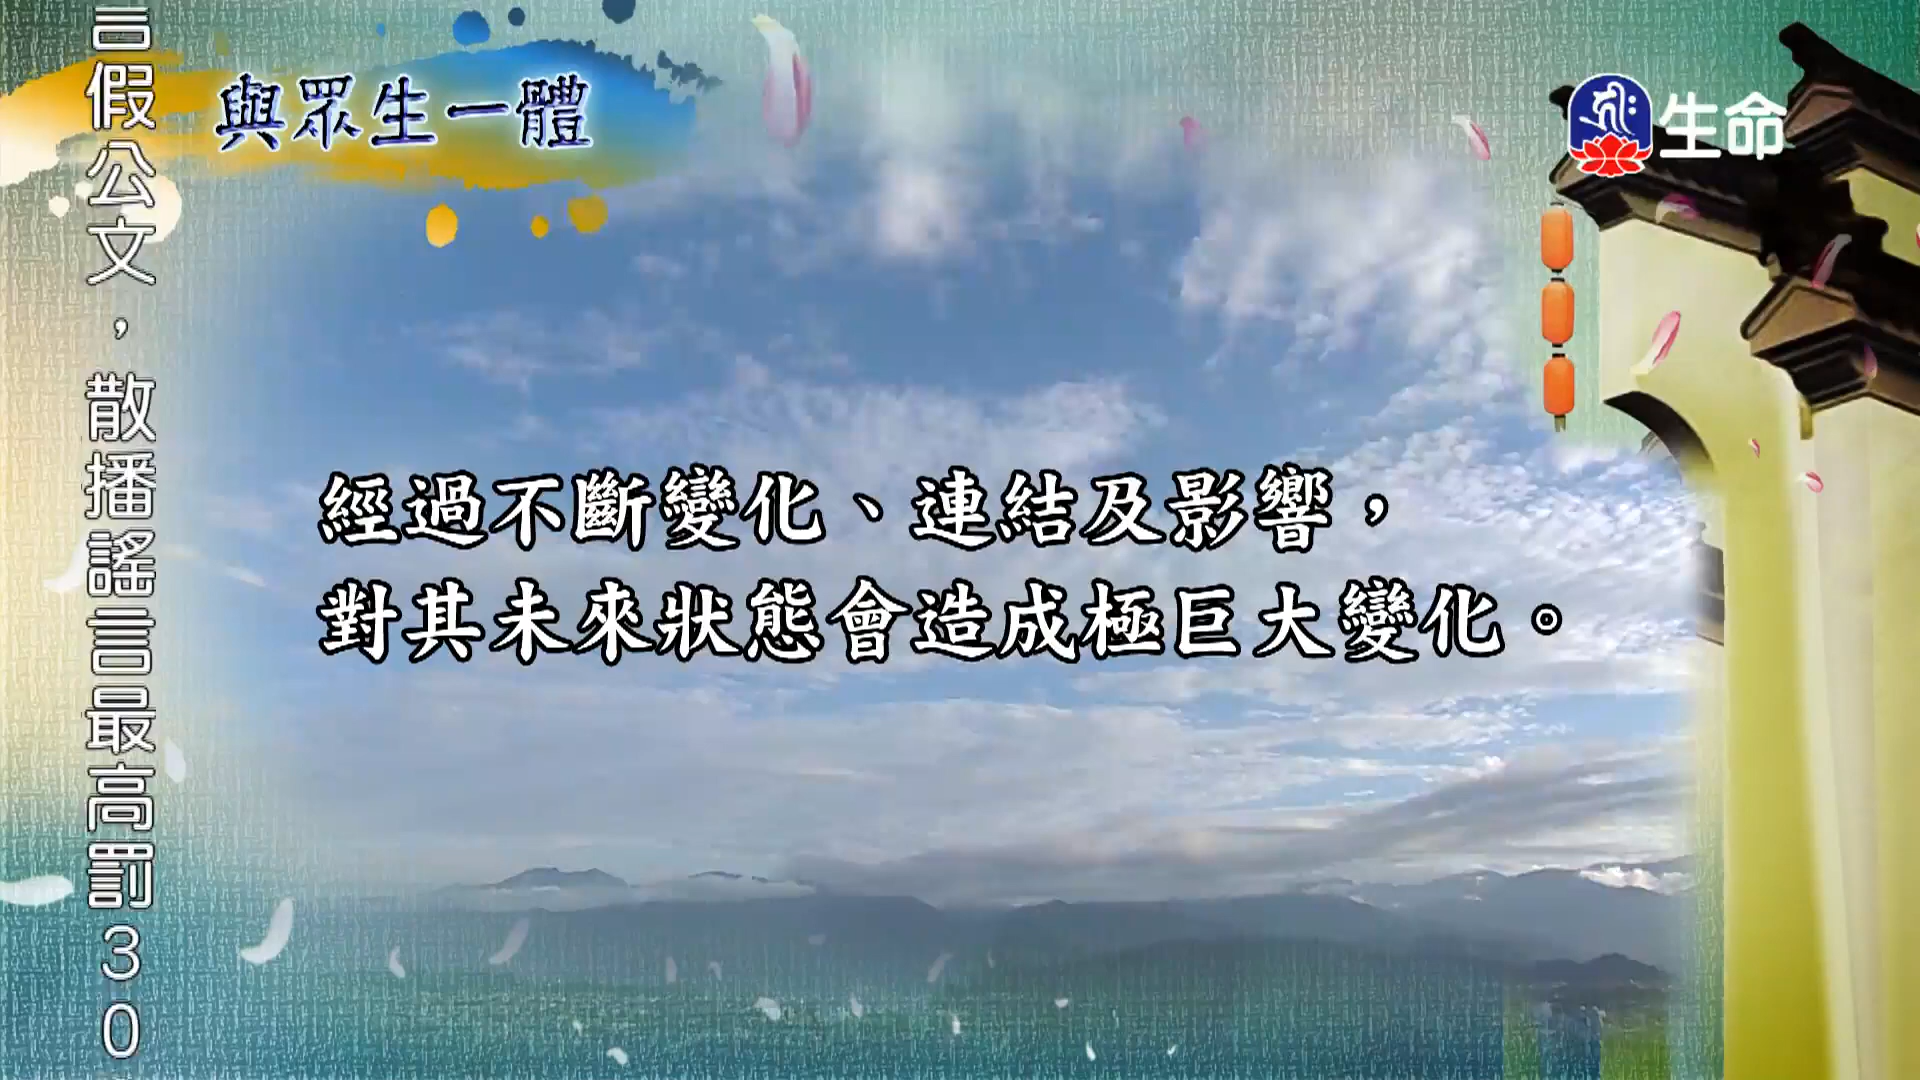 與眾生一體
生命
經過不斷變化、連結及影響，
對其未來狀態會造成極巨大變化。
言假公文，散播謠言最高罰30